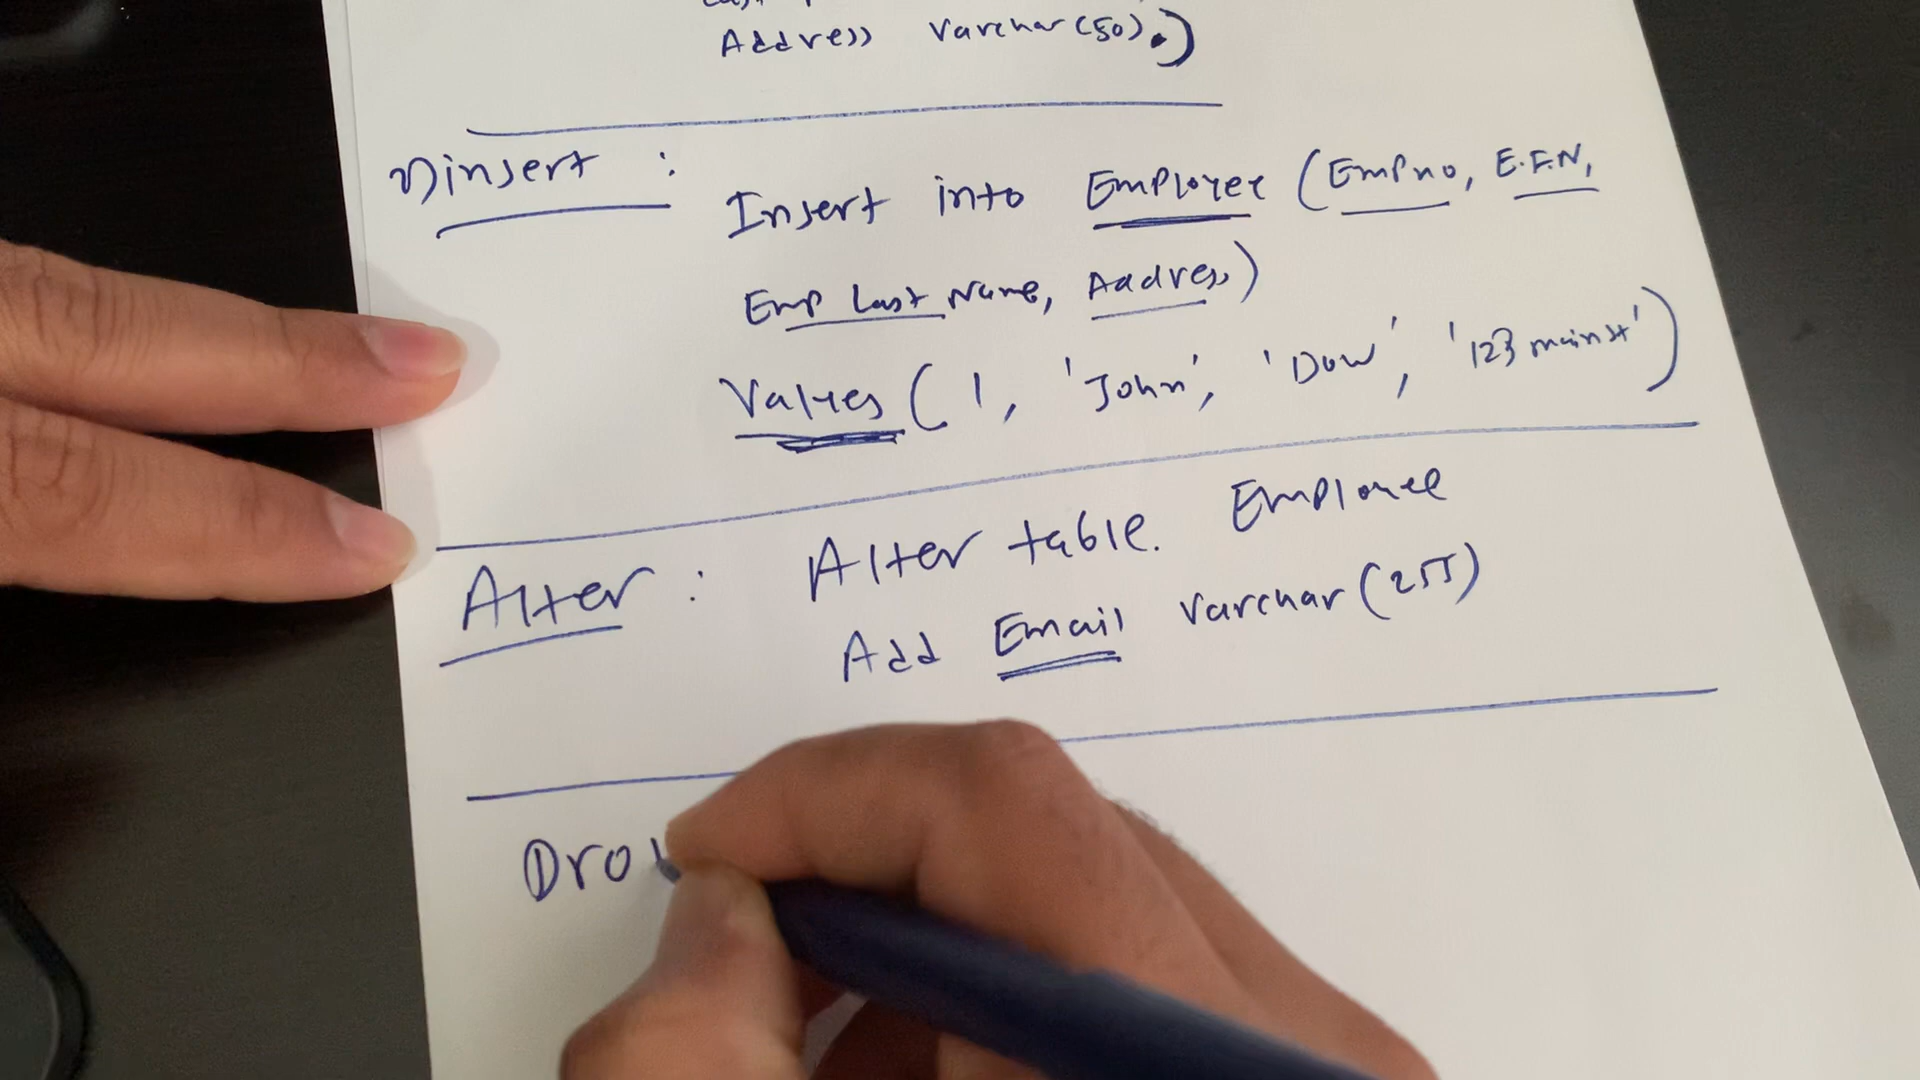 Address Varchar(50).)
insert :
Insert into Employee (Empno, E.F.N,
Emp Last Name, Address)
Values (1, 'John', 'Dow', '123 main st')
Alter : Alter table. Employee
Add Email Varchar(255)
Dro